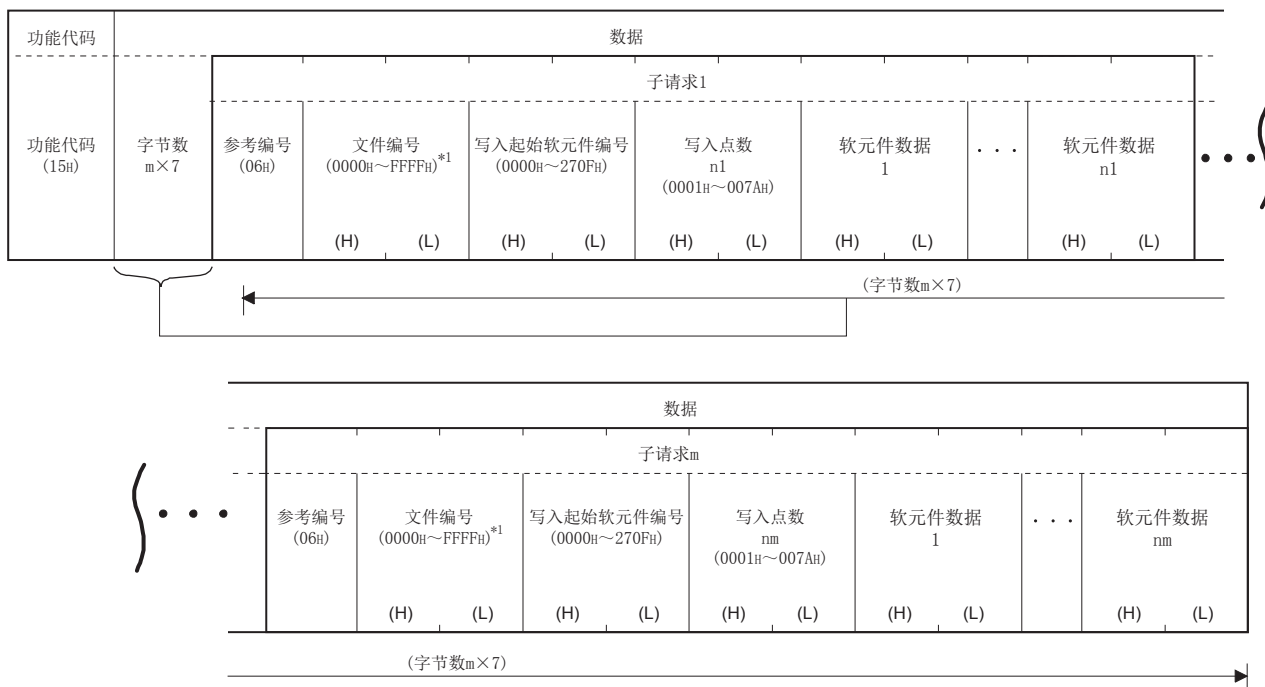 功能代码
数据
子请求1
功能代码
(15H)
字节数
m×7
参考编号
(06H)
文件编号
(0000H～FFFFH)*1
(H) (L)
写入起始软元件编号
(0000H～270FH)
(H) (L)
写入点数
n1
(0001H～007AH)
(H) (L)
软元件数据
1
(H) (L)
· · ·
软元件数据
n1
(H) (L)
(字节数m×7)
数据
子请求m
参考编号
(06H)
文件编号
(0000H～FFFFH)*1
(H) (L)
写入起始软元件编号
(0000H～270FH)
(H) (L)
写入点数
nm
(0001H～007AH)
(H) (L)
软元件数据
1
(H) (L)
· · ·
软元件数据
nm
(H) (L)
(字节数m×7)